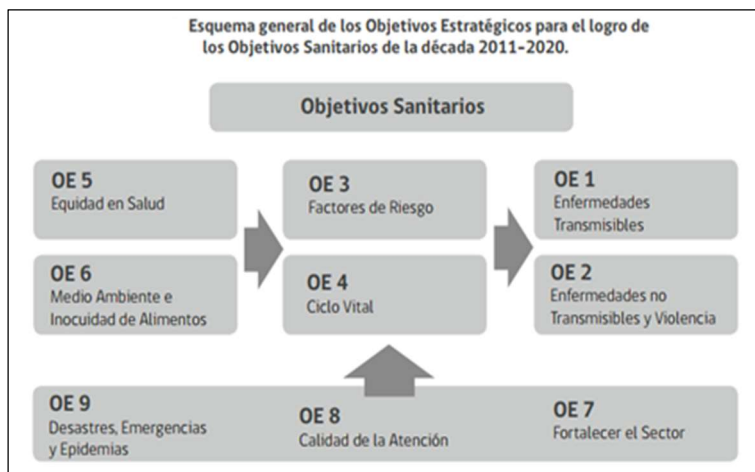 Esquema general de los Objetivos Estratégicos para el logro de
los Objetivos Sanitarios de la década 2011-2020.
Objetivos Sanitarios
OE 5
Equidad en Salud
OE 3
Factores de Riesgo
OE 1
Enfermedades
Transmisibles
OE 6
Medio Ambiente e
Inocuidad de Alimentos
OE 4
Ciclo Vital
OE 2
Enfermedades no
Transmisibles y Violencia
OE 9
Desastres, Emergencias
y Epidemias
OE 8
Calidad de la Atención
OE 7
Fortalecer el Sector